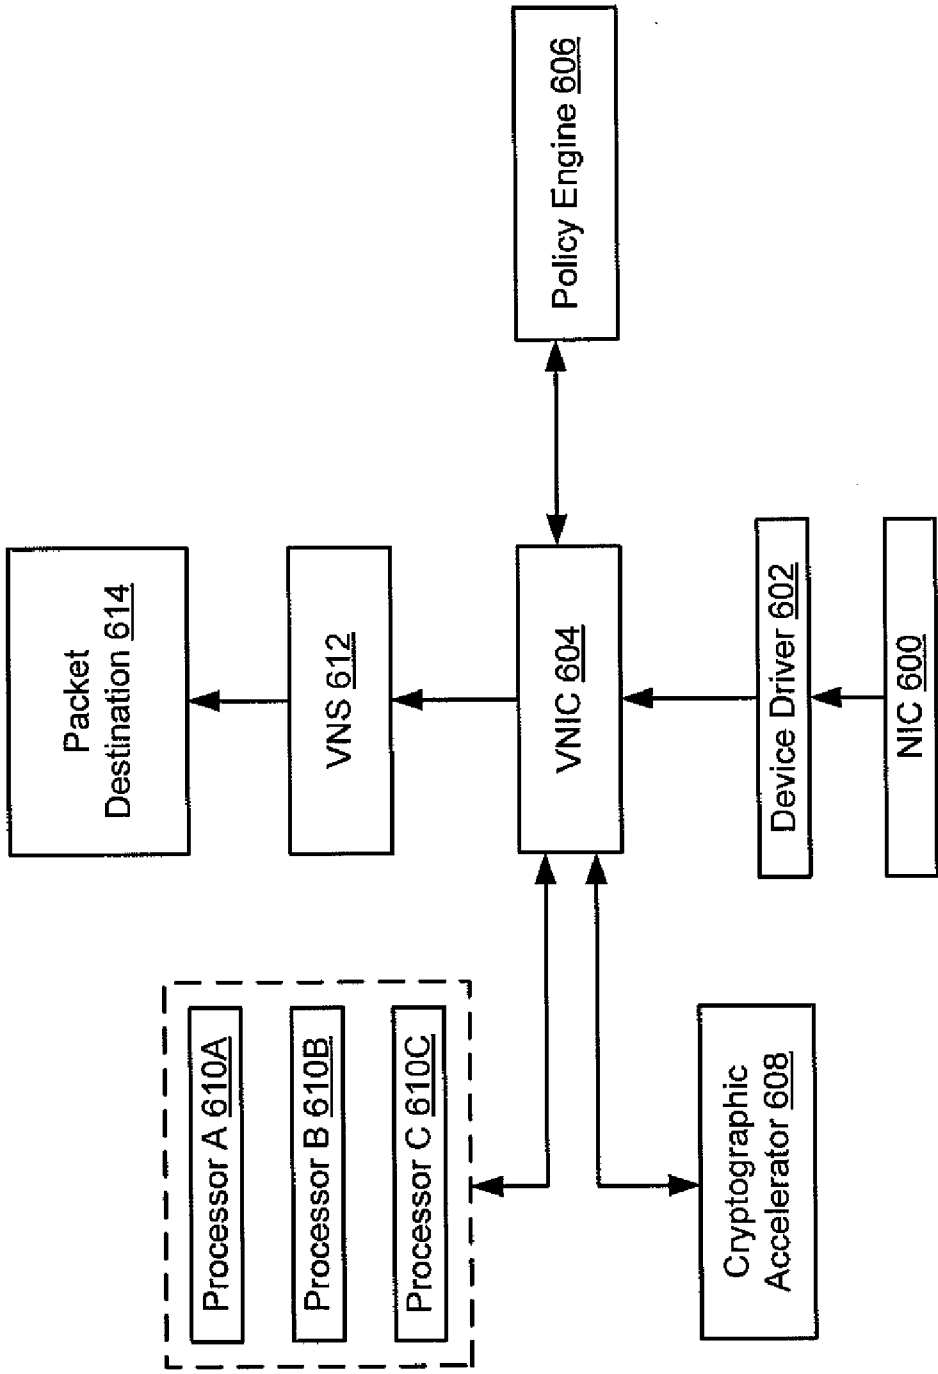 Packet
Destination 614
VNS 612
VNIC 604
Policy Engine 606
Device Driver 602
NIC 600
Processor A 610A
Processor B 610B
Processor C 610C
Cryptographic
Accelerator 608